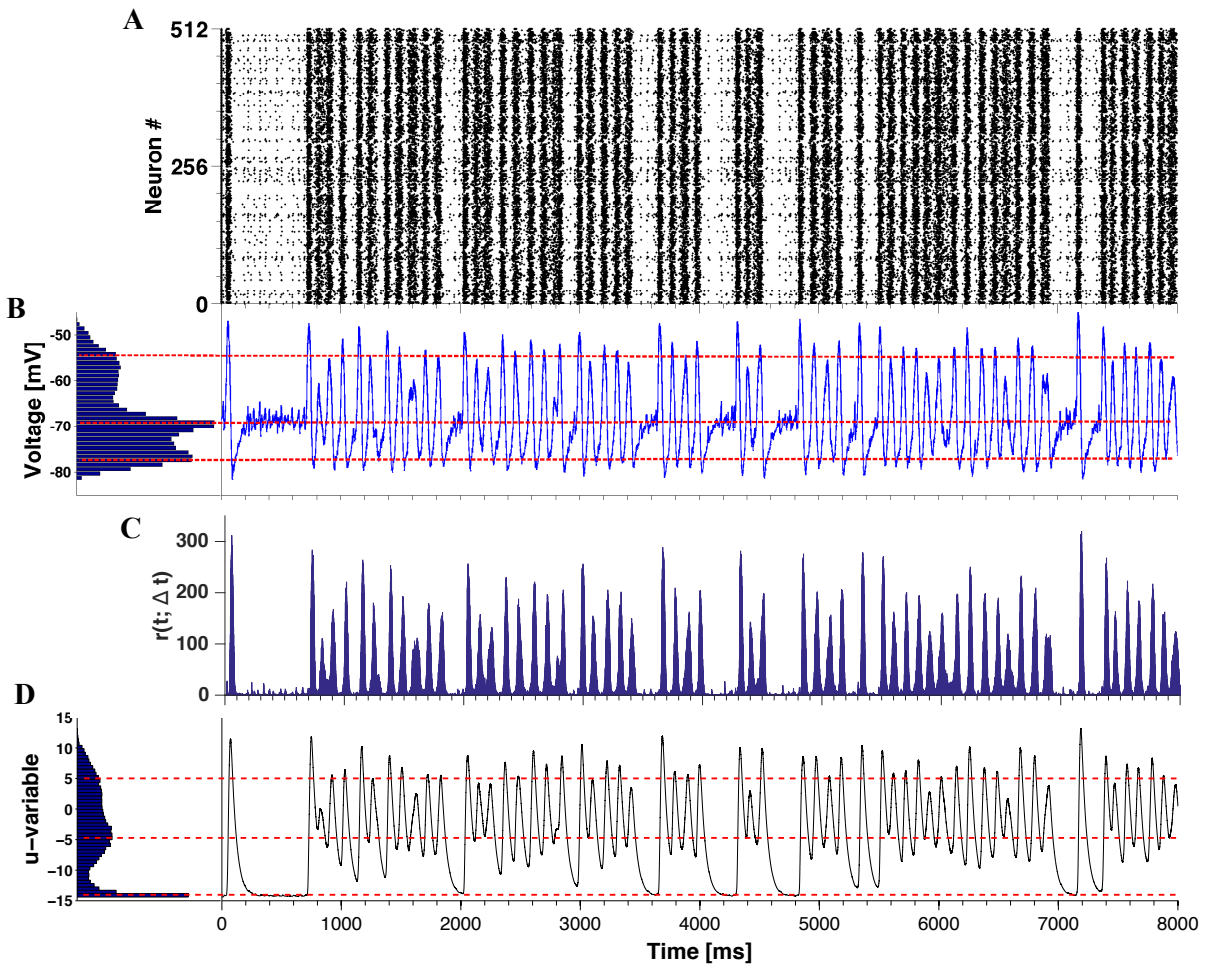 A
512
256
0
Neuron #
B
-50
-60
-70
-80
Voltage [mV]
C
300
200
100
0
r(t; Δ t)
D
15
10
5
0
−5
−10
−15
u−variable
0 1000 2000 3000 4000 5000 6000 7000 8000
Time [ms]